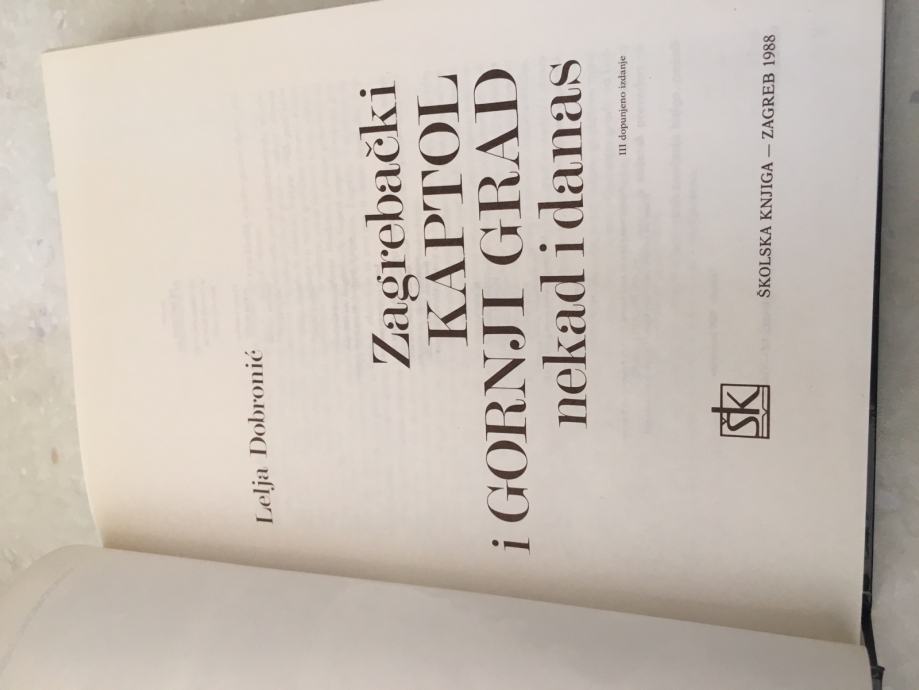 Lelja Dobronić
Zagrebački
KAPTOL
i GORNJI GRAD
nekad i danas
III dopunjeno izdanje
šk
ŠKOLSKA KNJIGA — ZAGREB 1988